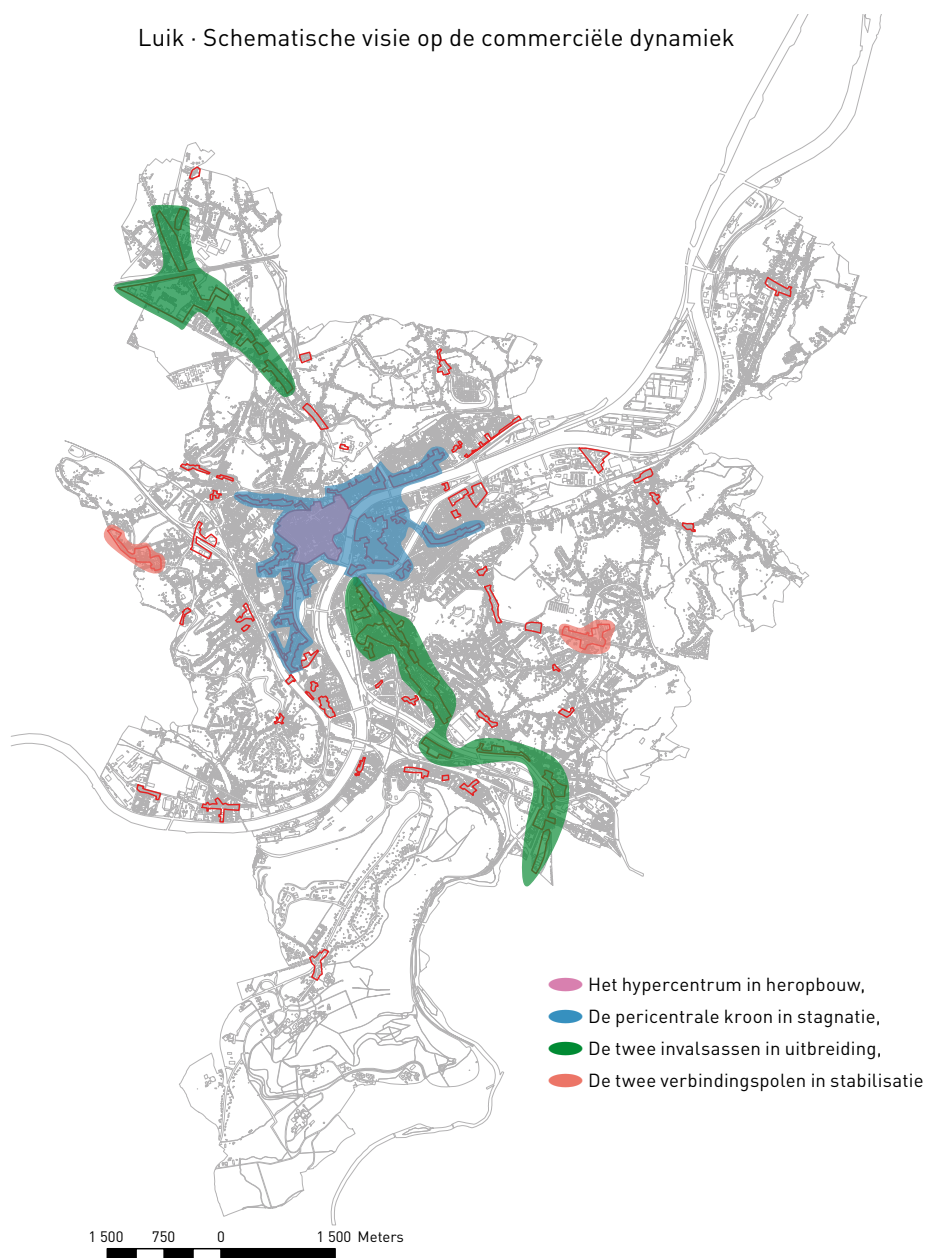 Luik · Schematische visie op de commerciële dynamiek
Het hypercentrum in heropbouw,
De pericentrale kroon in stagnatie,
De twee invalsassen in uitbreiding,
De twee verbindingspolen in stabilisatie
1 500 750 0 1 500 Meters